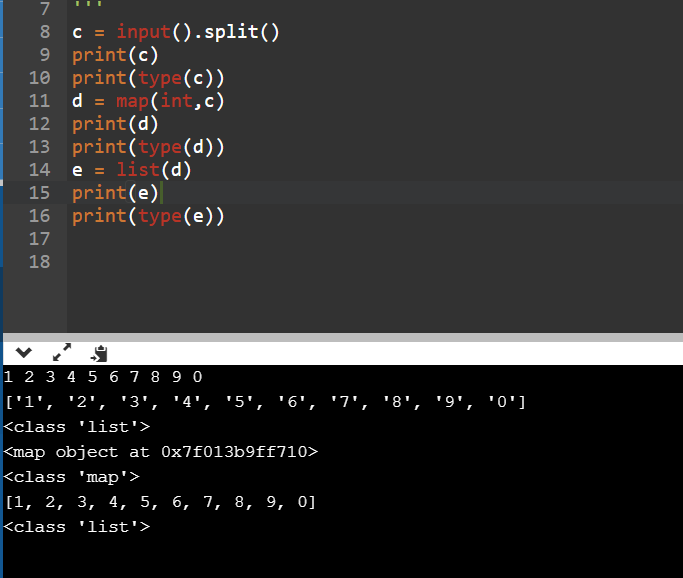 7 '''
8 c = input().split()
9 print(c)
10 print(type(c))
11 d = map(int,c)
12 print(d)
13 print(type(d))
14 e = list(d)
15 print(e)
16 print(type(e))
17
18
1 2 3 4 5 6 7 8 9 0
['1', '2', '3', '4', '5', '6', '7', '8', '9', '0']
<class 'list'>
<map object at 0x7f013b9ff710>
<class 'map'>
[1, 2, 3, 4, 5, 6, 7, 8, 9, 0]
<class 'list'>